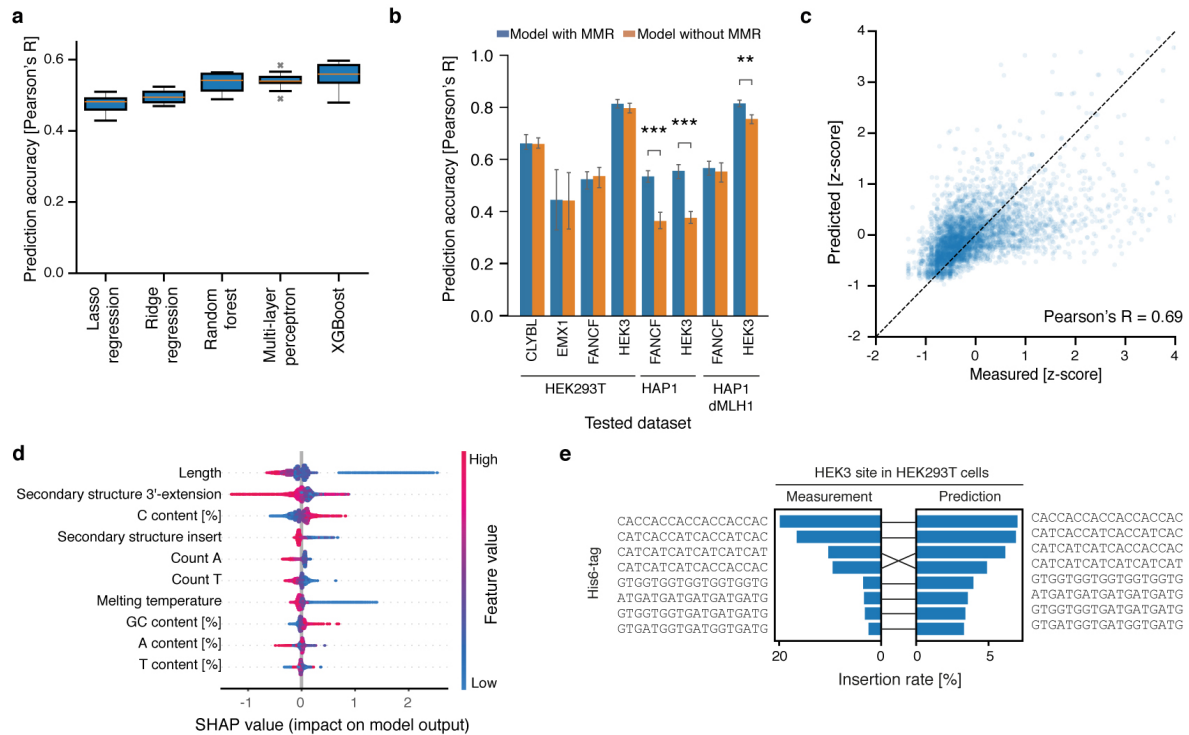 a
Prediction accuracy [Pearson's R]
0.6
0.4
0.2
0.0
Lasso
regression
Ridge
regression
Random
forest
Multi-layer
perceptron
XGBoost
b
Model with MMR
Model without MMR
Prediction accuracy [Pearson's R]
1.0
0.8
0.6
0.4
0.2
0.0
***
***
**
CLYBL
EMX1
FANCF
HEK3
FANCF
HEK3
FANCF
HEK3
HEK293T
HAP1
HAP1
dMLH1
Tested dataset
c
Predicted [z-score]
4
3
2
1
0
-1
-2
Pearson's R = 0.69
-2
-1
0
1
2
3
4
Measured [z-score]
d
Length
Secondary structure 3'-extension
C content [%]
Secondary structure insert
Count A
Count T
Melting temperature
GC content [%]
A content [%]
T content [%]
-1
0
1
2
SHAP value (impact on model output)
High
Feature value
Low
e
HEK3 site in HEK293T cells
Measurement
Prediction
His6-tag
CACCACCACCACCACCAC
CATCACCATCACCATCAC
CATCATCATCATCATCAT
CATCATCATCACCACCAC
GTGGTGGTGGTGGTGGTG
ATGATGATGATGATGATG
GTGGTGGTGATGATGATG
GTGATGGTGATGGTGATG
CACCACCACCACCACCAC
CATCACCATCACCATCAC
CATCATCATCACCACCAC
CATCATCATCATCATCAT
GTGGTGGTGGTGGTGGTG
ATGATGATGATGATGATG
GTGGTGGTGATGATGATG
GTGATGGTGATGGTGATG
20
0
0
5
Insertion rate [%]